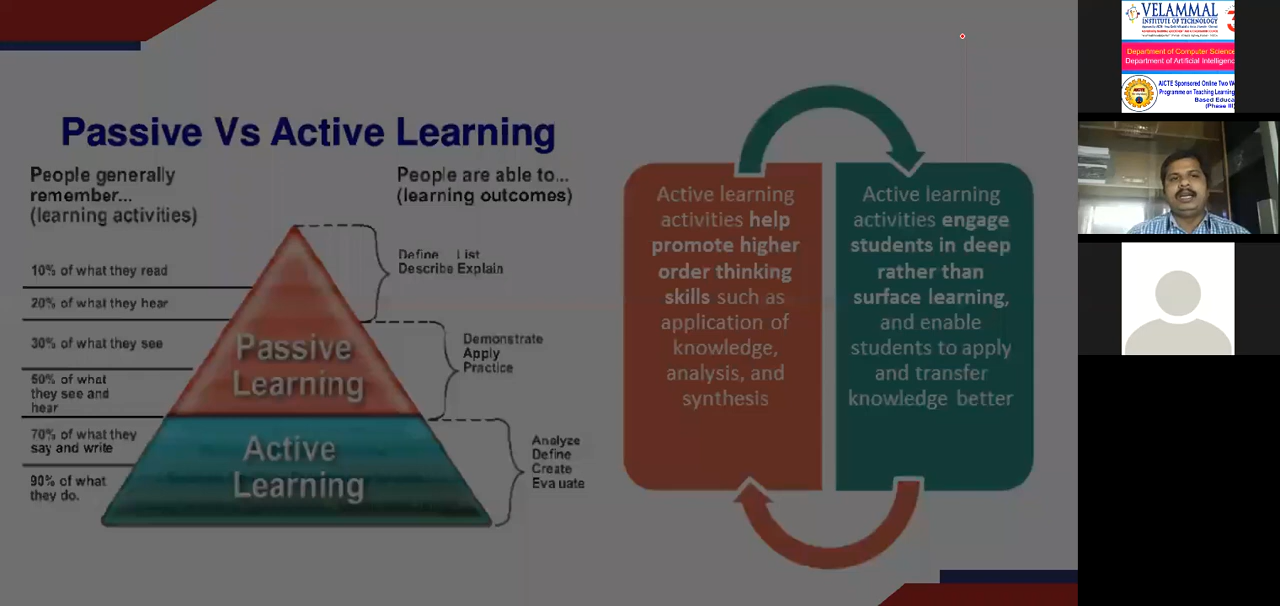 Passive Vs Active Learning
People generally
remember...
(learning activities)
People are able to...
(learning outcomes)
10% of what they read
20% of what they hear
30% of what they see
50% of what
they see and
hear
70% of what they
say and write
90% of what
they do.
Passive
Learning
Active
Learning
Define List
Describe Explain
Demonstrate
Apply
Practice
Analyze
Define
Create
Evaluate
Active learning
activities help
promote higher
order thinking
skills such as
application of
knowledge,
analysis, and
synthesis
Active learning
activities engage
students in deep
rather than
surface learning,
and enable
students to apply
and transfer
knowledge better
VELAMMAL
INSTITUTE OF TECHNOLOGY
Department of Computer Science
Department of Artificial Intelligenc
AICTE
AICTE Sponsored Online Two W
Programme on Teaching Learning
Based Educa
(Phase II